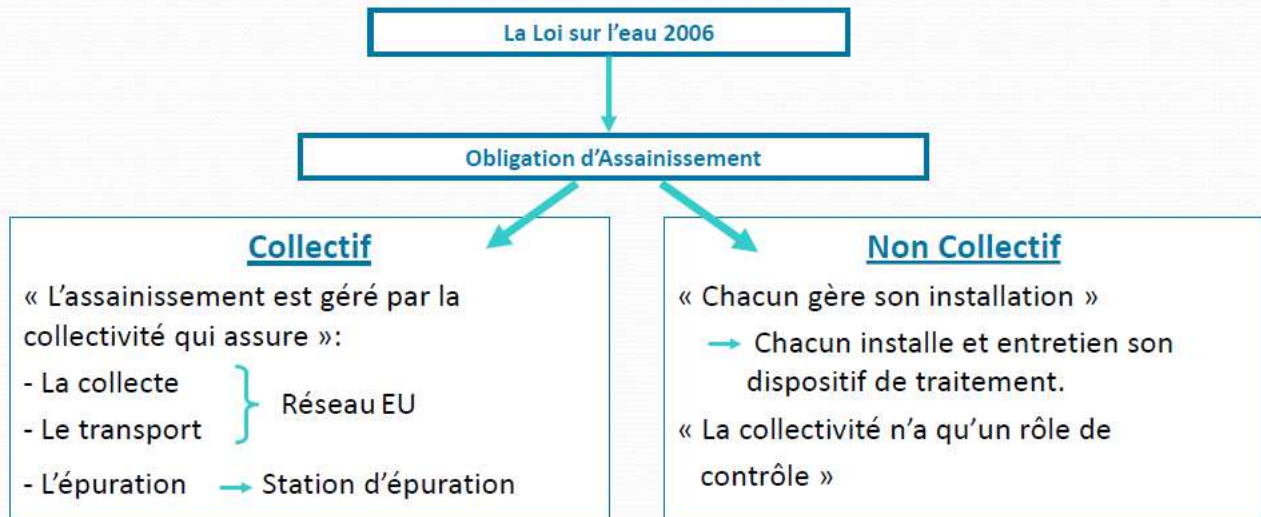 La Loi sur l'eau 2006
Obligation d'Assainissement
Collectif
« L'assainissement est géré par la
collectivité qui assure »:
- La collecte
- Le transport
Réseau EU
- L'épuration
Station d'épuration
Non Collectif
« Chacun gère son installation »
Chacun installe et entretien son
dispositif de traitement.
« La collectivité n'a qu'un rôle de
contrôle »